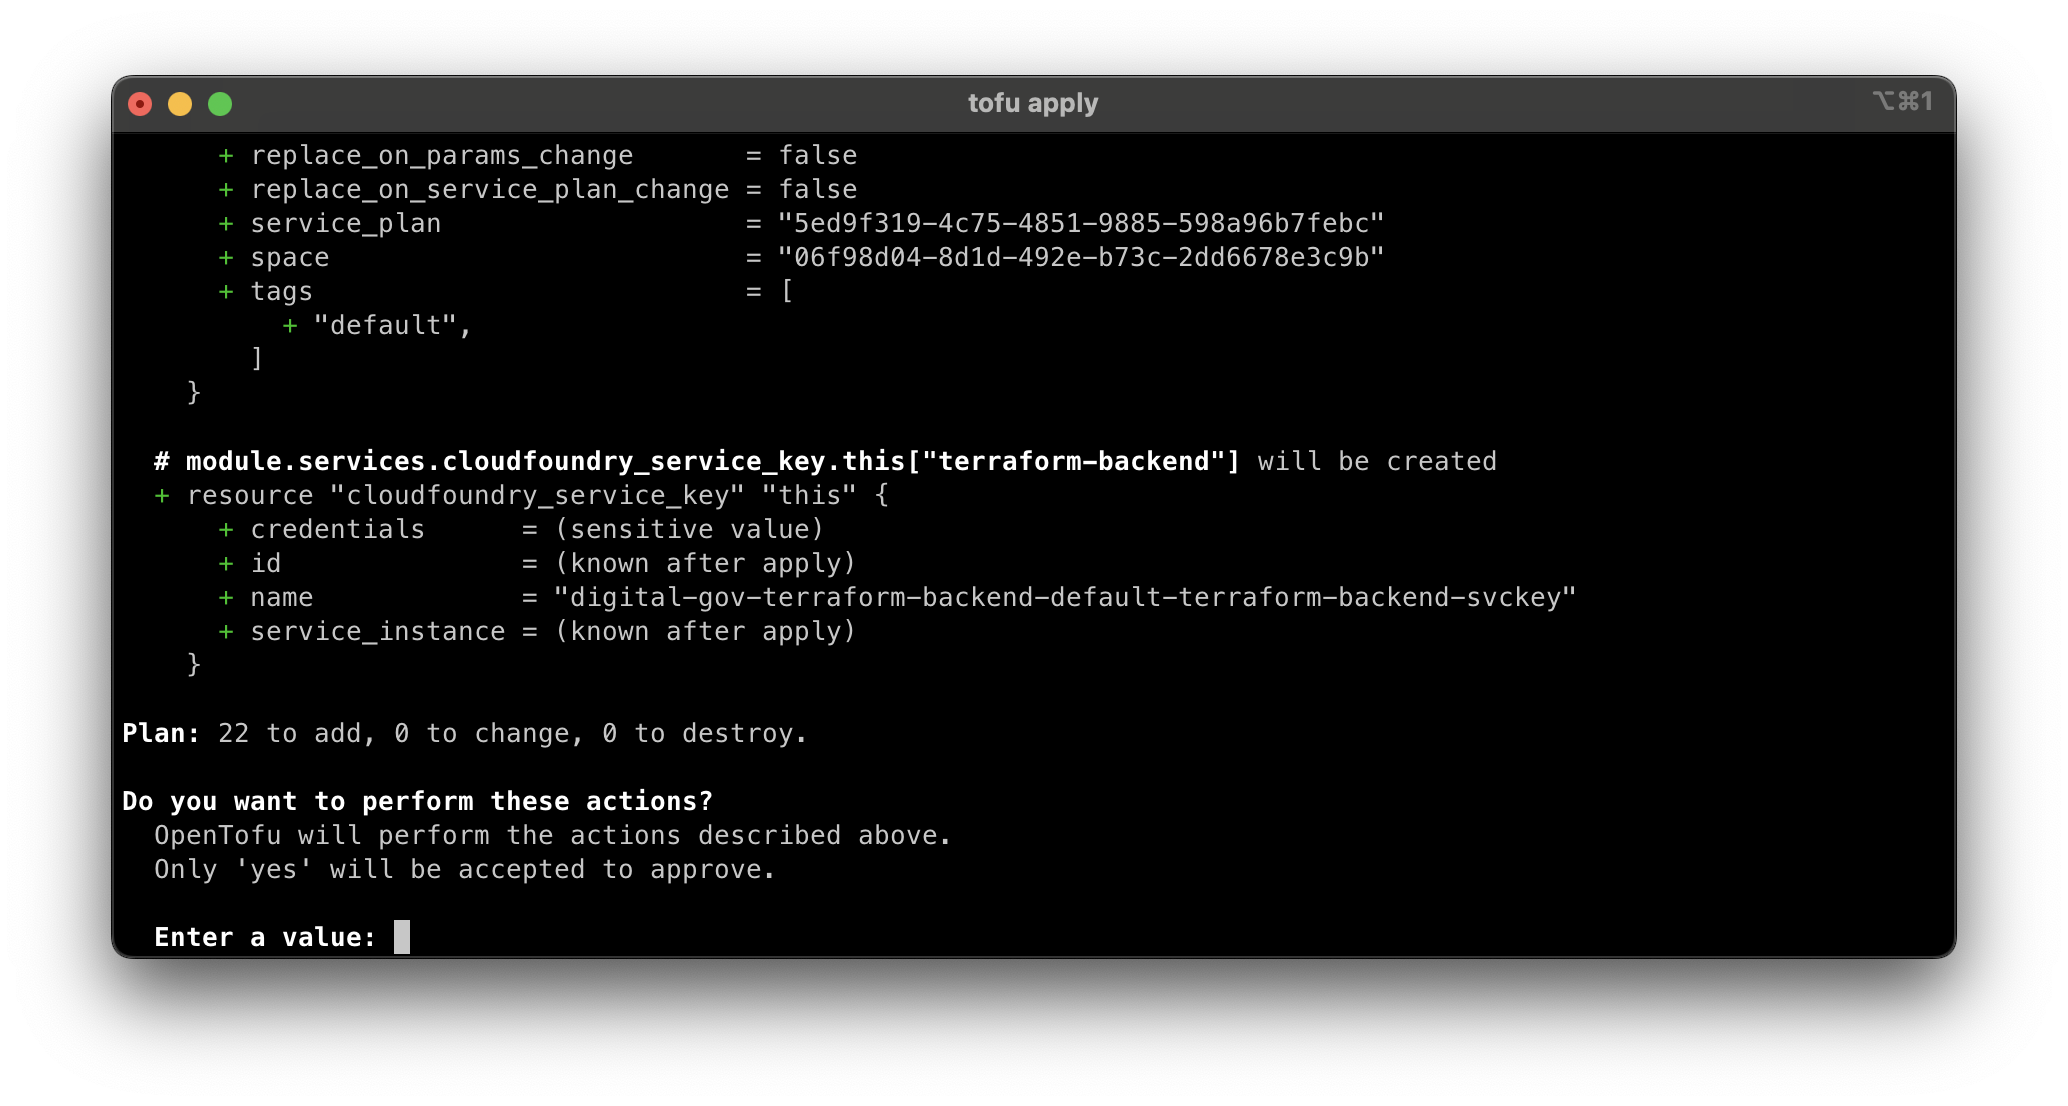 tofu apply
⌥⌘1
+ replace_on_params_change = false
+ replace_on_service_plan_change = false
+ service_plan = "5ed9f319-4c75-4851-9885-598a96b7febc"
+ space = "06f98d04-8d1d-492e-b73c-2dd6678e3c9b"
+ tags = [
+ "default",
]
}
# module.services.cloudfoundry_service_key.this["terraform-backend"] will be created
+ resource "cloudfoundry_service_key" "this" {
+ credentials = (sensitive value)
+ id = (known after apply)
+ name = "digital-gov-terraform-backend-default-terraform-backend-svckey"
+ service_instance = (known after apply)
}
Plan: 22 to add, 0 to change, 0 to destroy.
Do you want to perform these actions?
OpenTofu will perform the actions described above.
Only 'yes' will be accepted to approve.
Enter a value: